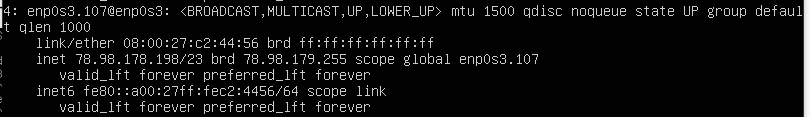 4: enp0s3.107@enp0s3: <BROADCAST,MULTICAST,UP,LOWER_UP> mtu 1500 qdisc noqueue state UP group defaul
t qlen 1000
    link/ether 08:00:27:c2:44:56 brd ff:ff:ff:ff:ff:ff
    inet 78.98.178.198/23 brd 78.98.179.255 scope global enp0s3.107
       valid_lft forever preferred_lft forever
    inet6 fe80::a00:27ff:fec2:4456/64 scope link
       valid_lft forever preferred_lft forever